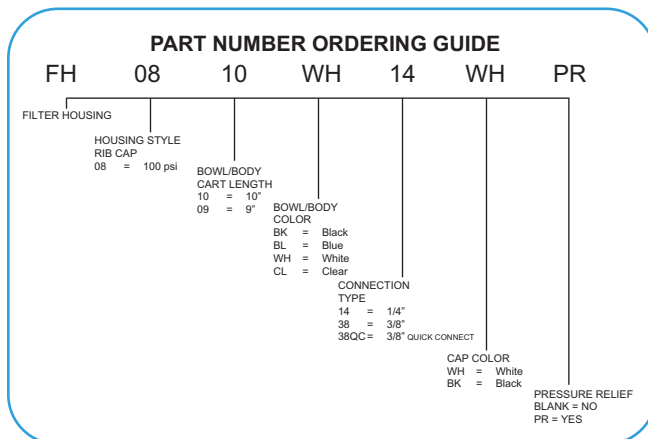 PART NUMBER ORDERING GUIDE
FH 08 10 WH 14 WH PR
FILTER HOUSING
HOUSING STYLE
RIB CAP
08 = 100 psi
BOWL/BODY
CART LENGTH
10 = 10”
09 = 9”
BOWL/BODY
COLOR
BK = Black
BL = Blue
WH = White
CL = Clear
CONNECTION
TYPE
14 = 1/4”
38 = 3/8”
38QC = 3/8” QUICK CONNECT
CAP COLOR
WH = White
BK = Black
PRESSURE RELIEF
BLANK = NO
PR = YES